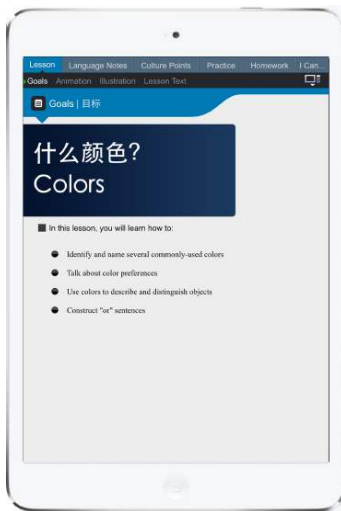 Lesson Language Notes Culture Points Practice Homework I Can...
Goals Animation Illustration Lesson Text
Goals | 目标
什么颜色?
Colors
In this lesson, you will learn how to:
Identify and name several commonly-used colors
Talk about color preferences
Use colors to describe and distinguish objects
Construct "or" sentences